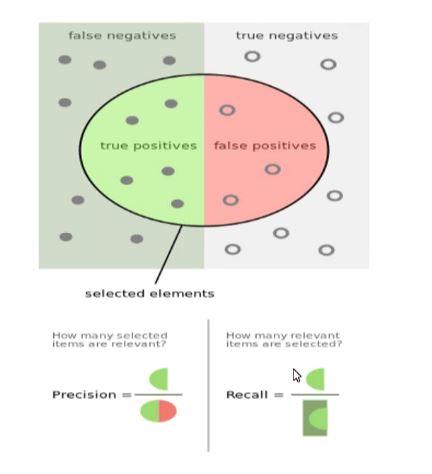 false negatives
true negatives
true positives
false positives
selected elements
How many selected
items are relevant?
How many relevant
items are selected?
Precision =
Recall =